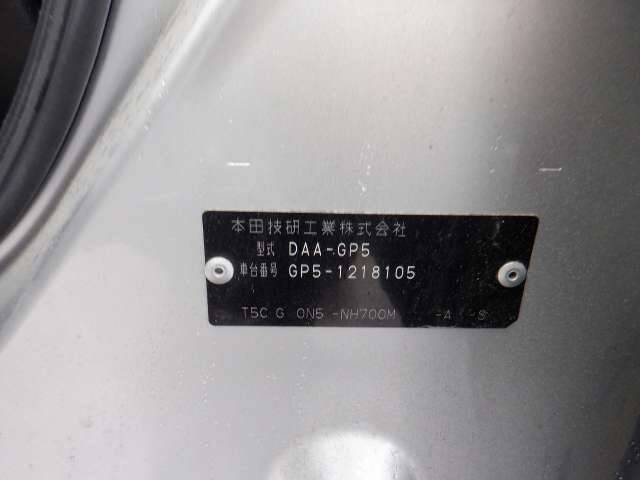 本田技研工業株式会社
型式 DAA-GP5
車台番号 GP5-1218105
T5C G 0N5 -NH700M -A -S